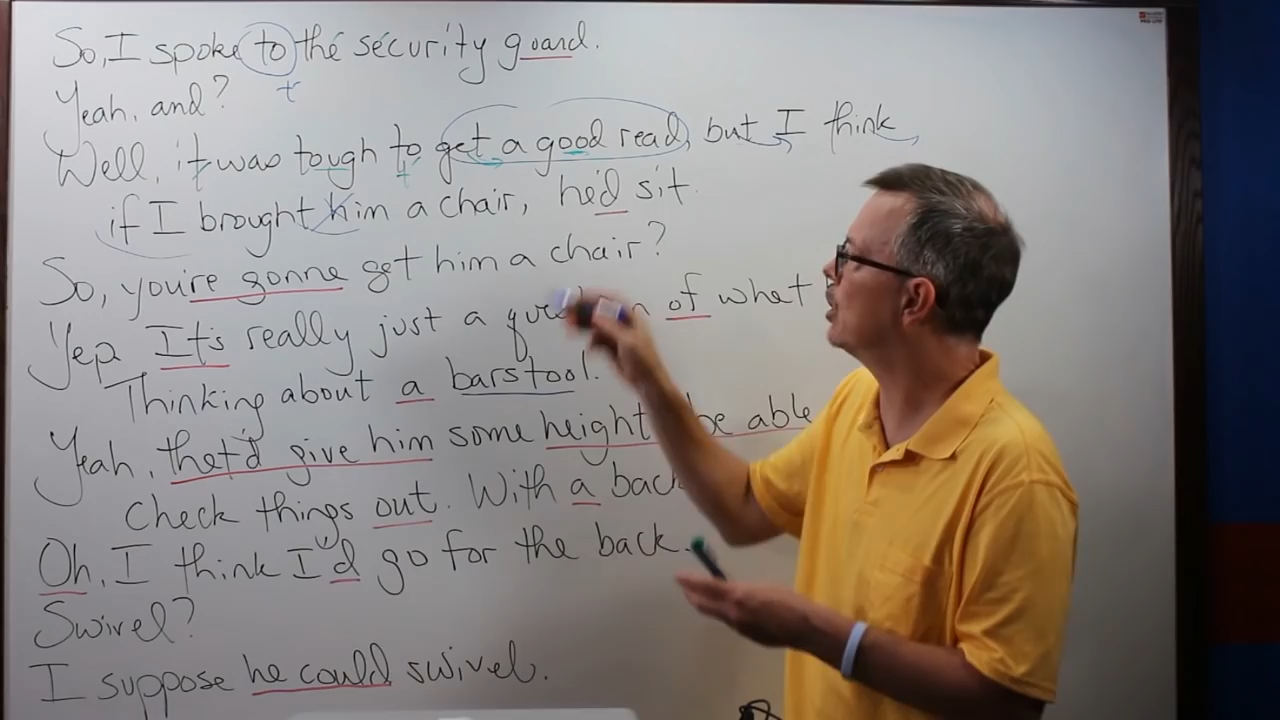 So, I spoke to the security guard.
t
Yeah, and?
Well, it was tough to get a good read, but I think
if I brought him a chair, he'd sit.
So, you're gonne get him a chair?
Yep It's really just a of what
Thinking about a barstool.
Yeah, that'd give him some height be able
Check things out. With a back
Oh, I think I'd go for the back.
Swivel?
I suppose he could swivel.